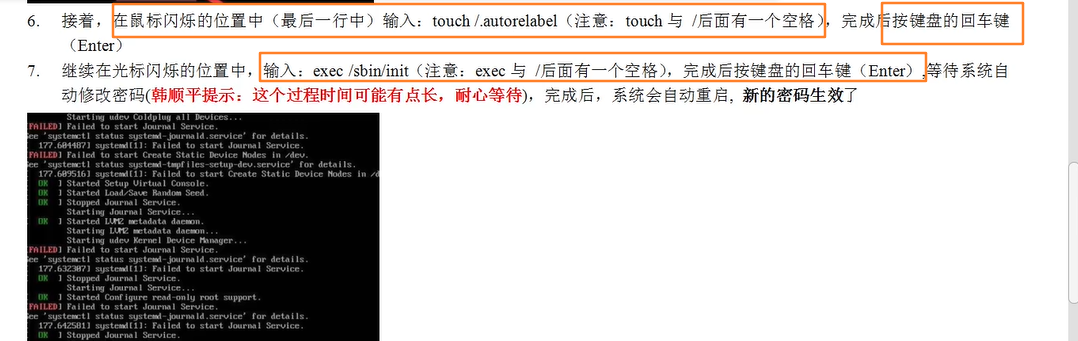 6. 接着，在鼠标闪烁的位置中（最后一行中）输入：touch /.autorelabel（注意：touch 与 /后面有一个空格），完成后按键盘的回车键
（Enter）
7. 继续在光标闪烁的位置中，输入：exec /sbin/init（注意：exec 与 /后面有一个空格），完成后按键盘的回车键（Enter）,等待系统自
动修改密码(韩顺平提示：这个过程时间可能有点长，耐心等待)，完成后，系统会自动重启, 新的密码生效了
Starting udev Coldplug all Devices...
[FAILED] Failed to start Journal Service.
ee 'systemctl status systemd-journald.service' for details.
177.604487] systemd[1]: Failed to start Journal Service.
[FAILED] Failed to start Create Static Device Nodes in /dev.
ee 'systemctl status systemd-tmpfiles-setup-dev.service' for details.
177.609516] systemd[1]: Failed to start Create Static Device Nodes in /d
OK ] Started Setup Virtual Console.
OK ] Started Load/Save Random Seed.
OK ] Stopped Journal Service.
Starting Journal Service...
OK ] Started LVM2 metadata daemon.
Starting LVM2 metadata daemon...
Starting udev Kernel Device Manager...
[FAILED] Failed to start Journal Service.
ee 'systemctl status systemd-journald.service' for details.
177.632307] systemd[1]: Failed to start Journal Service.
OK ] Stopped Journal Service.
Starting Journal Service...
OK ] Started Configure read-only root support.
[FAILED] Failed to start Journal Service.
ee 'systemctl status systemd-journald.service' for details.
177.642581] systemd[1]: Failed to start Journal Service.
OK ] Stopped Journal Service.